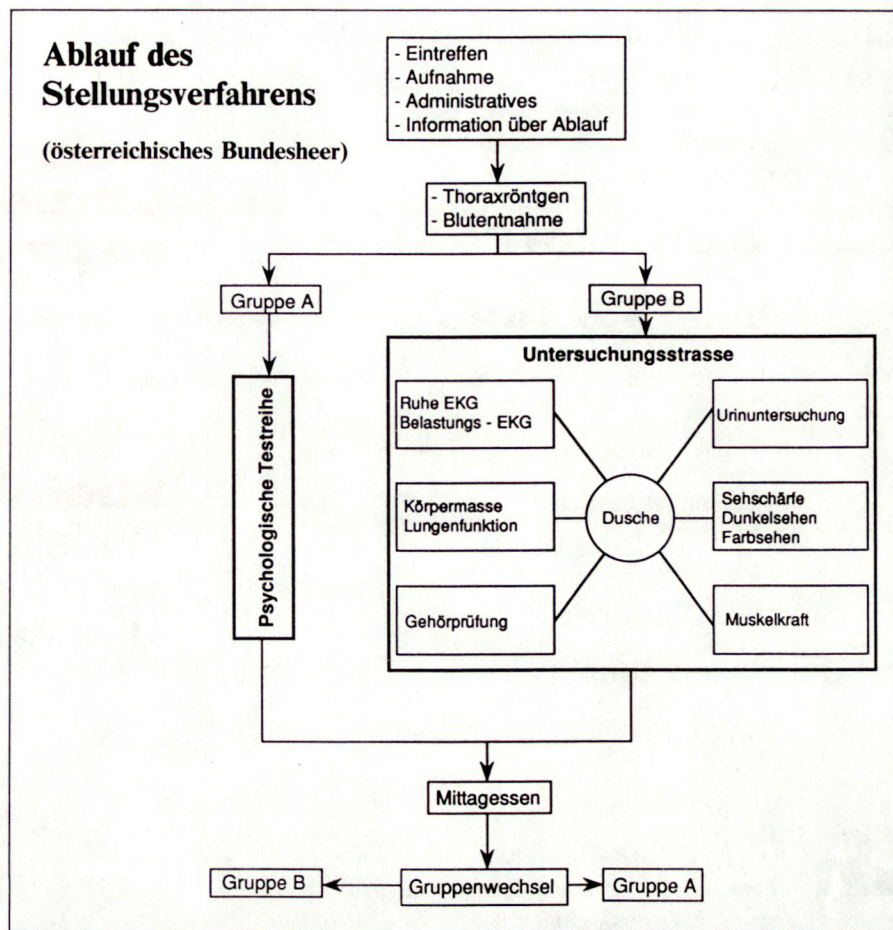 Ablauf des
Stellungsverfahrens
(österreichisches Bundesheer)
- Eintreffen
- Aufnahme
- Administratives
- Information über Ablauf
- Thoraxröntgen
- Blutentnahme
Gruppe A
Gruppe B
Psychologische Testreihe
Untersuchungsstrasse
Ruhe EKG
Belastungs - EKG
Urinuntersuchung
Körpermasse
Lungenfunktion
Dusche
Sehschärfe
Dunkelsehen
Farbsehen
Gehörprüfung
Muskelkraft
Mittagessen
Gruppe B
Gruppenwechsel
Gruppe A